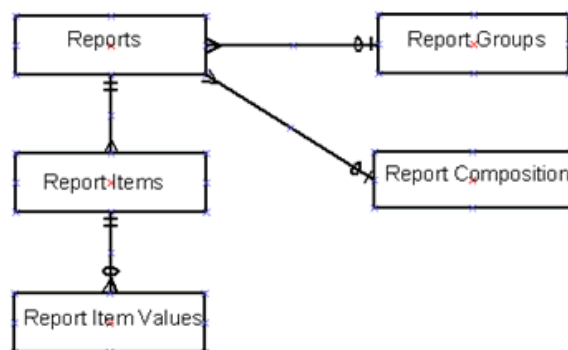 Reports
Report Groups
Report Items
Report Composition
Report Item Values